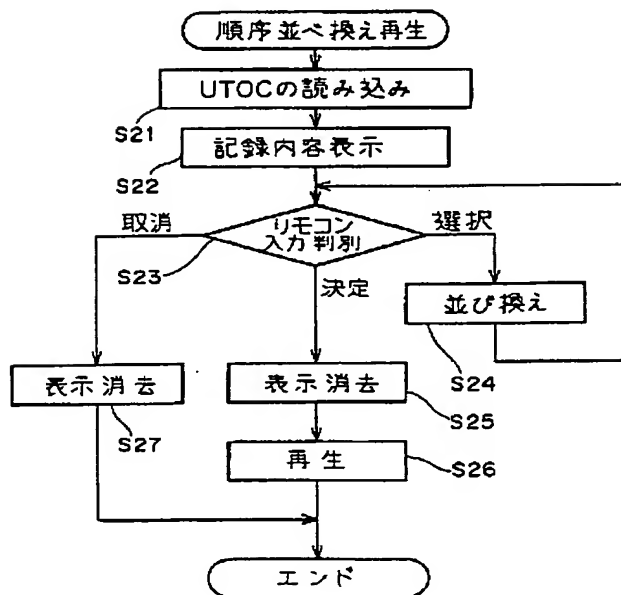 順序並べ換え再生
UTOCの読み込み
S21
記録内容表示
S22
取消
リモコン
入力判別
選択
S23
決定
並び換え
S24
表示消去
表示消去
S27
S25
再生
S26
エンド